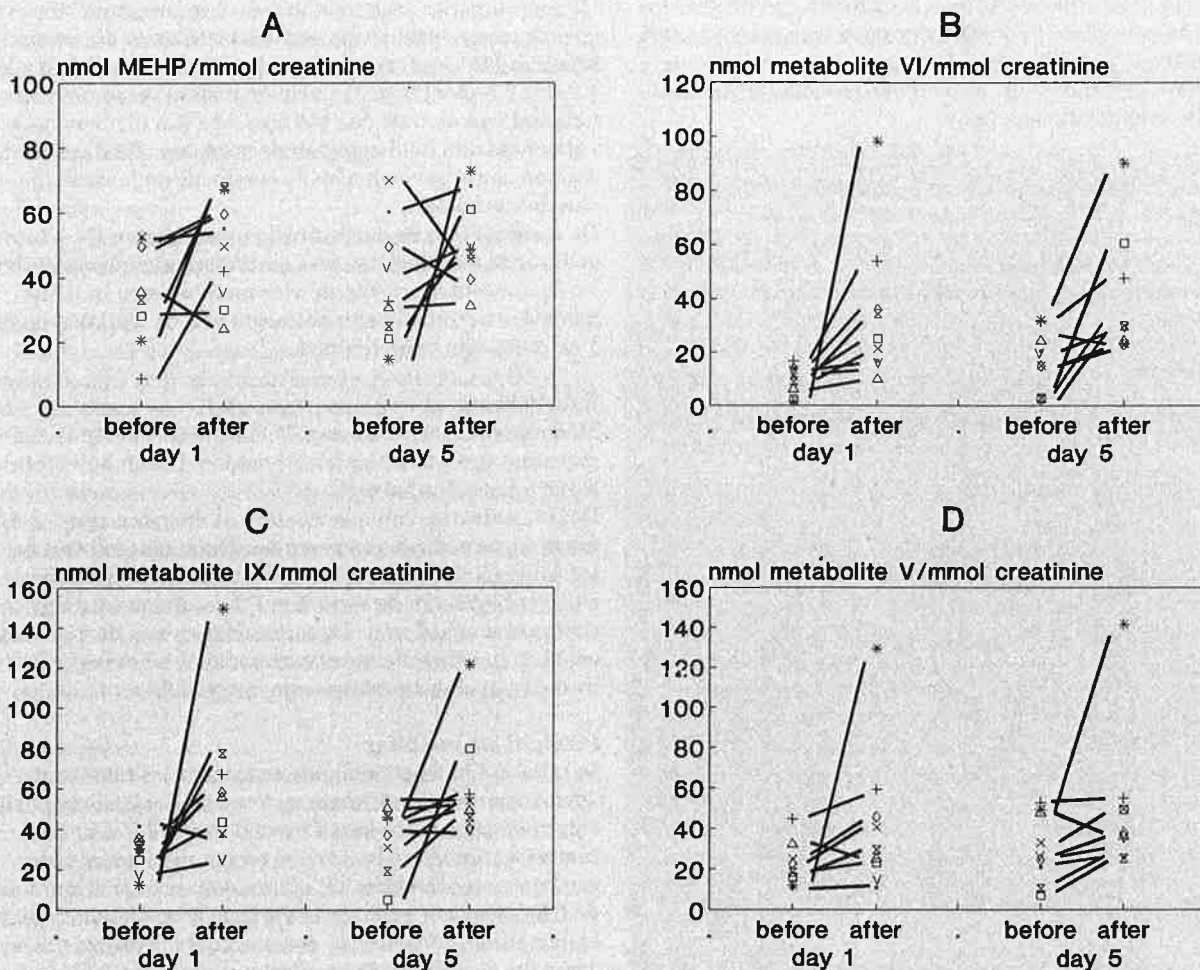 A
nmol MEHP/mmol creatinine
100
80
60
40
20
0
before after before after
day 1 day 5
B
nmol metabolite VI/mmol creatinine
120
100
80
60
40
20
0
before after before after
day 1 day 5
C
nmol metabolite IX/mmol creatinine
160
140
120
100
80
60
40
20
0
before after before after
day 1 day 5
D
nmol metabolite V/mmol creatinine
160
140
120
100
80
60
40
20
0
before after before after
day 1 day 5